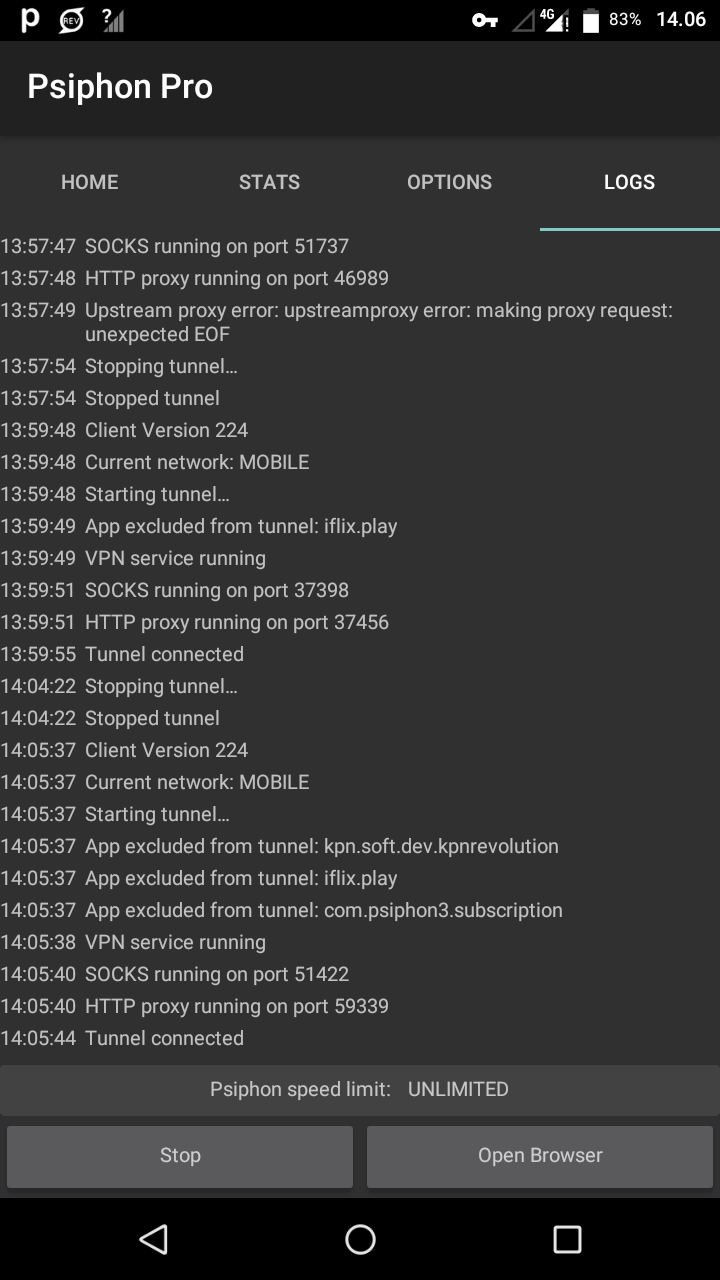 p REV ? 4G ! 83% 14.06
Psiphon Pro
HOME STATS OPTIONS LOGS
13:57:47 SOCKS running on port 51737
13:57:48 HTTP proxy running on port 46989
13:57:49 Upstream proxy error: upstreamproxy error: making proxy request:
unexpected EOF
13:57:54 Stopping tunnel…
13:57:54 Stopped tunnel
13:59:48 Client Version 224
13:59:48 Current network: MOBILE
13:59:48 Starting tunnel…
13:59:49 App excluded from tunnel: iflix.play
13:59:49 VPN service running
13:59:51 SOCKS running on port 37398
13:59:51 HTTP proxy running on port 37456
13:59:55 Tunnel connected
14:04:22 Stopping tunnel…
14:04:22 Stopped tunnel
14:05:37 Client Version 224
14:05:37 Current network: MOBILE
14:05:37 Starting tunnel…
14:05:37 App excluded from tunnel: kpn.soft.dev.kpnrevolution
14:05:37 App excluded from tunnel: iflix.play
14:05:37 App excluded from tunnel: com.psiphon3.subscription
14:05:38 VPN service running
14:05:40 SOCKS running on port 51422
14:05:40 HTTP proxy running on port 59339
14:05:44 Tunnel connected
Psiphon speed limit: UNLIMITED
Stop Open Browser